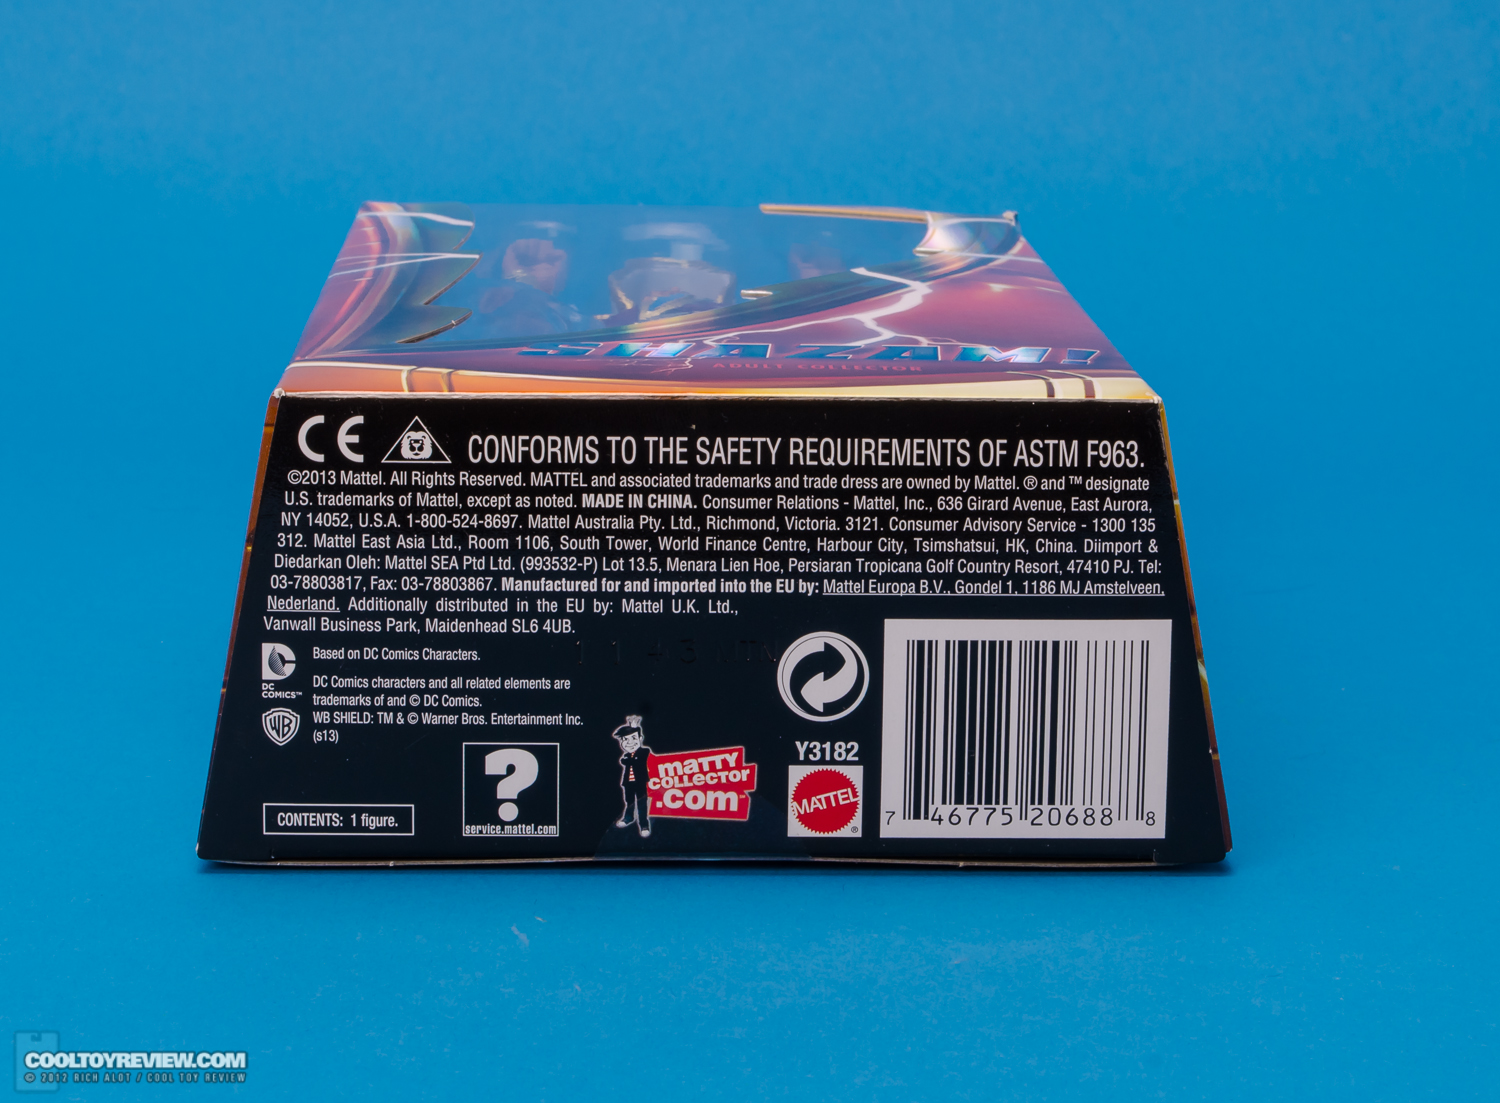 SHAZAM!
ADULT COLLECTOR
CE
CONFORMS TO THE SAFETY REQUIREMENTS OF ASTM F963.
©2013 Mattel. All Rights Reserved. MATTEL and associated trademarks and trade dress are owned by Mattel. ® and ™ designate
U.S. trademarks of Mattel, except as noted. MADE IN CHINA. Consumer Relations - Mattel, Inc., 636 Girard Avenue, East Aurora,
NY 14052, U.S.A. 1-800-524-8697. Mattel Australia Pty. Ltd., Richmond, Victoria. 3121. Consumer Advisory Service - 1300 135
312. Mattel East Asia Ltd., Room 1106, South Tower, World Finance Centre, Harbour City, Tsimshatsui, HK, China. Diimport &
Diedarkan Oleh: Mattel SEA Ptd Ltd. (993532-P) Lot 13.5, Menara Lien Hoe, Persiaran Tropicana Golf Country Resort, 47410 PJ. Tel:
03-78803817, Fax: 03-78803867. Manufactured for and imported into the EU by: Mattel Europa B.V., Gondel 1, 1186 MJ Amstelveen,
Nederland. Additionally distributed in the EU by: Mattel U.K. Ltd.,
Vanwall Business Park, Maidenhead SL6 4UB.
DC
COMICS™
Based on DC Comics Characters.
DC Comics characters and all related elements are
trademarks of and © DC Comics.
WB
WB SHIELD: TM & © Warner Bros. Entertainment Inc.
(s13)
CONTENTS: 1 figure.
?
service.mattel.com
matty
collector
.com™
Y3182
MATTEL
®
7 46775 20688 8
COOLTOYREVIEW.COM
© 2012 RICH ALOT / COOL TOY REVIEW